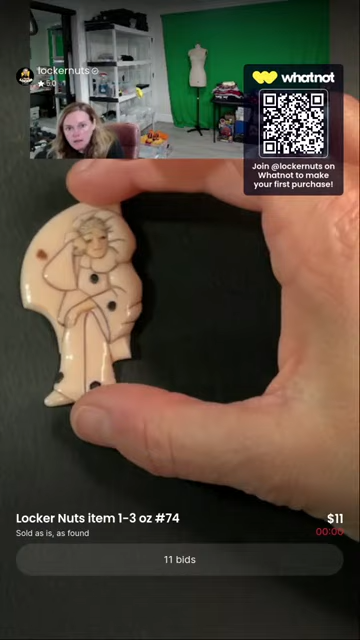 lockernuts
★5.0
whatnot
Join @lockernuts on
Whatnot to make
your first purchase!
Locker Nuts item 1-3 oz #74
$11
Sold as is, as found
00:00
11 bids